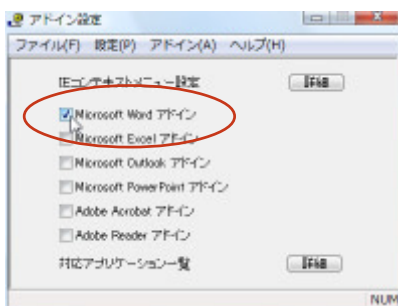 アドイン設定
ファイル(F) 設定(P) アドイン(A) ヘルプ(H)
IEコンテキストメニュー設定 詳細
Microsoft Word アドイン
Microsoft Excel アドイン
Microsoft Outlook アドイン
Microsoft PowerPoint アドイン
Adobe Acrobat アドイン
Adobe Reader アドイン
対応アプリケーション一覧 詳細
NUM